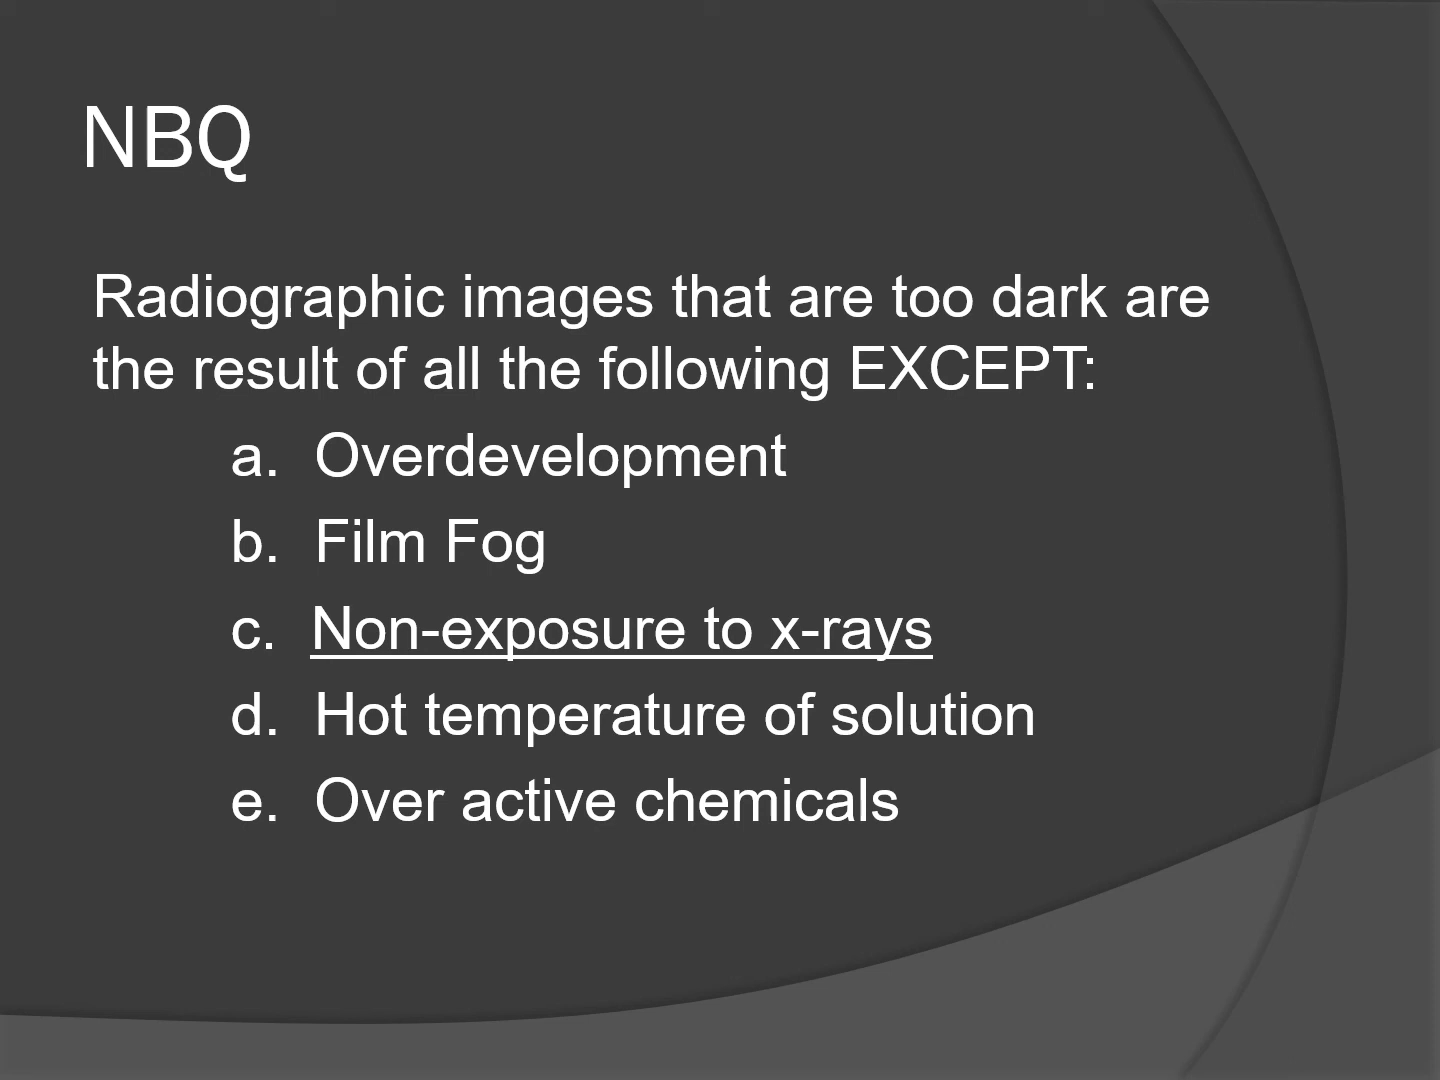 NBQ
Radiographic images that are too dark are
the result of all the following EXCEPT:
a. Overdevelopment
b. Film Fog
c. Non-exposure to x-rays
d. Hot temperature of solution
e. Over active chemicals